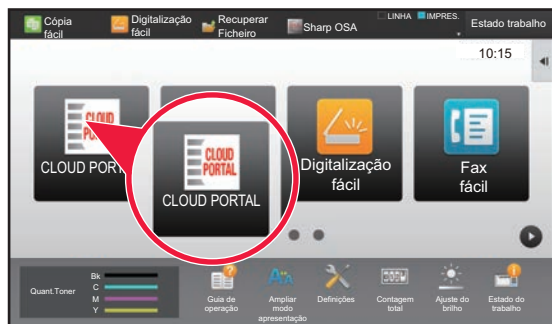 Cópia
fácil
Digitalização
fácil
Recuperar
Ficheiro
Sharp OSA
LINHA
IMPRES.
Estado trabalho
10:15
CLOUD
CLOUD PORT
CLOUD
PORTAL
CLOUD PORTAL
Digitalização
fácil
Fax
fácil
Quant.Toner
Bk
C
M
Y
Guia de
operação
Ampliar
modo
apresentação
Definições
Contagem
total
Ajuste do
brilho
Estado do
trabalho